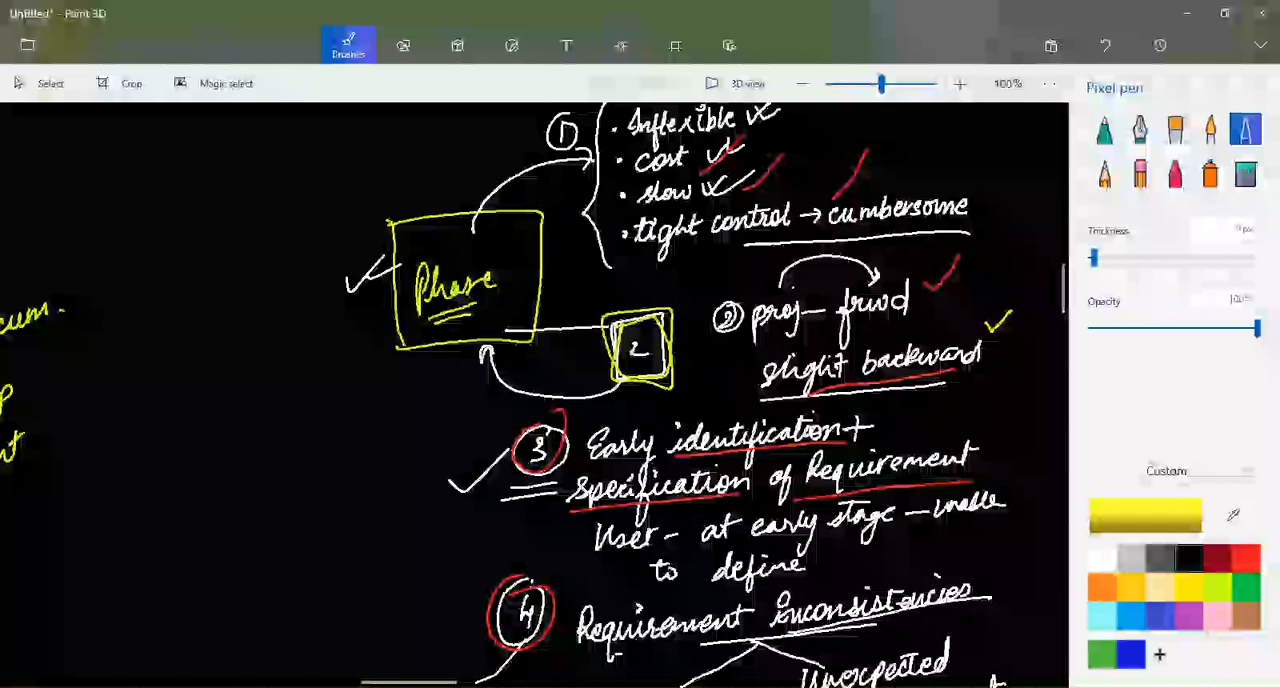 Untitled* - Paint 3D
Brushes
Select
Crop
Magic select
3D view
100%
Pixel pen
① • Inflexible
• cost
• slow
• tight control → cumbersome
Phase
Thickness
Opacity
100%
cum.
② proj - frwd
2
slight backward
③ Early identification +
specification of Requirement
User - at early stage - unable
to define
Custom
④ Requirement Inconsistencies
Unexpected